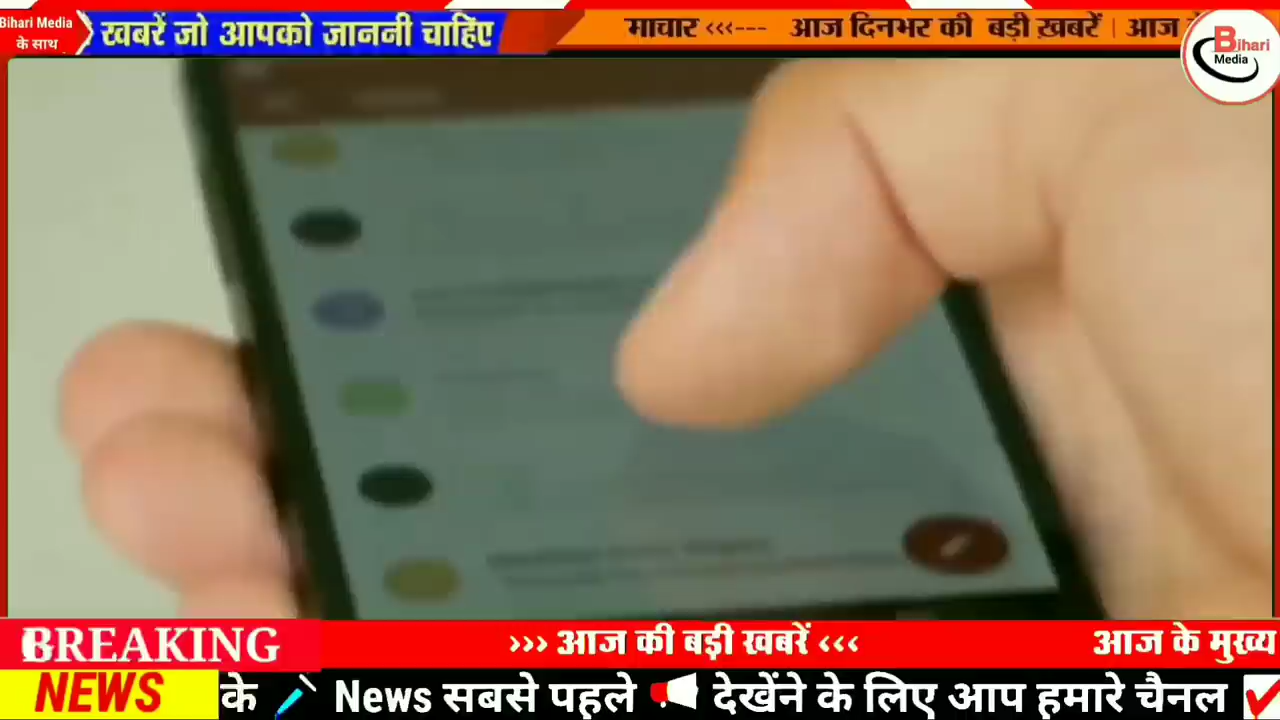 Bihari Media
के साथ
खबरें जो आपको जाननी चाहिए
माचार <<<--- आज दिनभर की बड़ी ख़बरें | आज
Bihari
Media
BREAKING
>>> आज की बड़ी खबरें <<<
आज के मुख्य
NEWS
के News सबसे पहले देखेंने के लिए आप हमारे चैनल